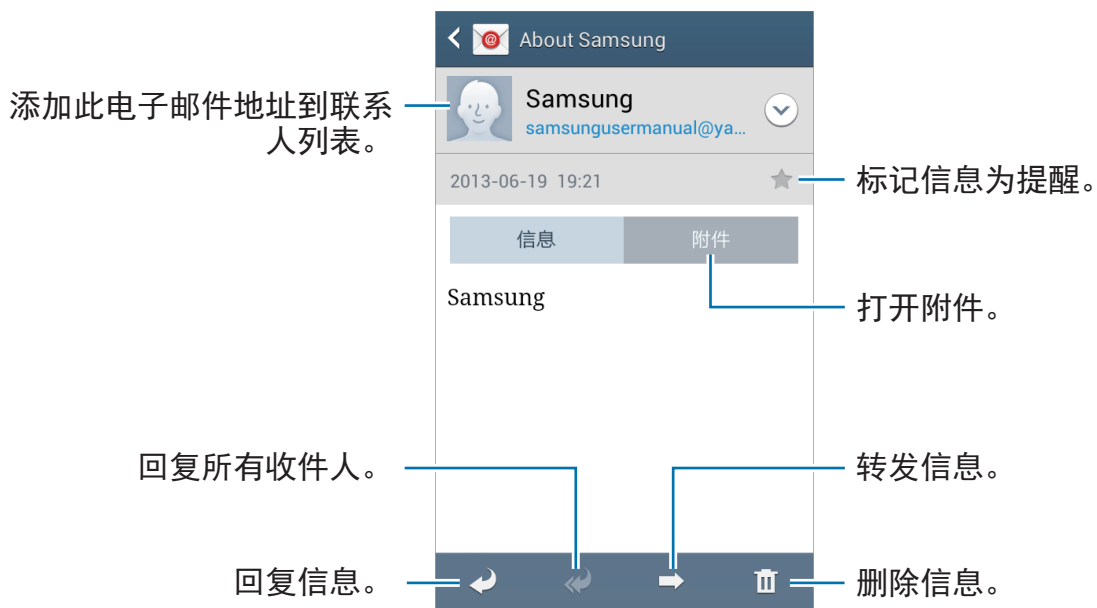 About Samsung
添加此电子邮件地址到联系
人列表。
Samsung
samsungusermanual@ya...
2013-06-19 19:21
标记信息为提醒。
信息
附件
Samsung
打开附件。
回复所有收件人。
转发信息。
回复信息。
删除信息。